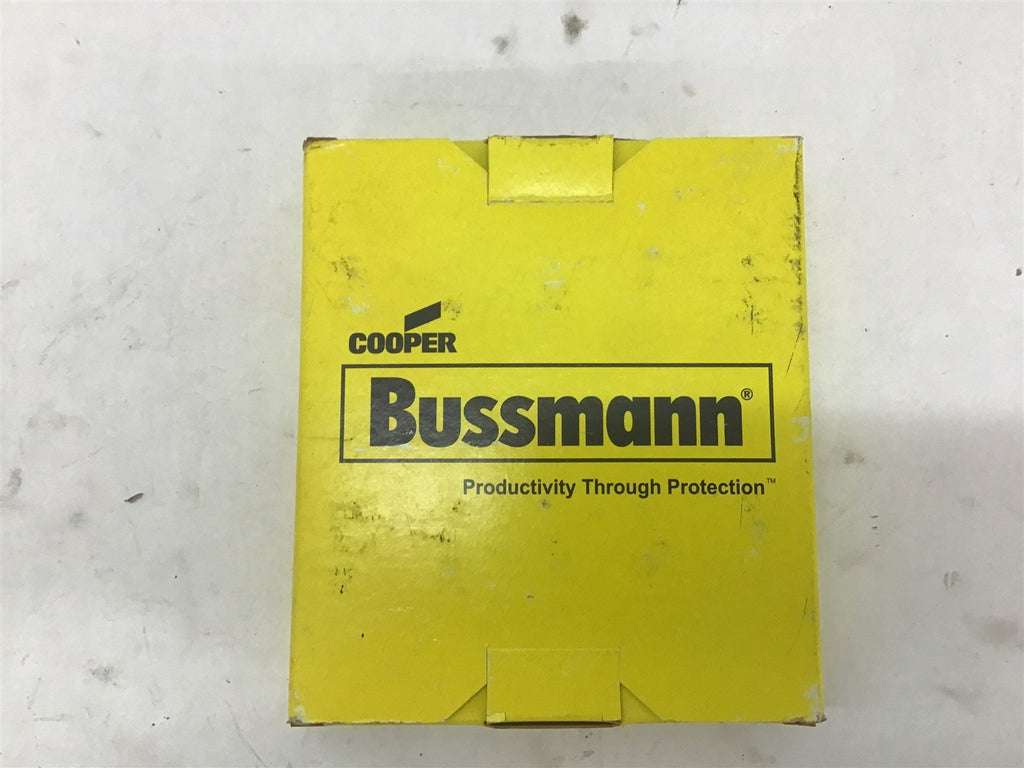 COOPER
Bussmann®
Productivity Through Protection™